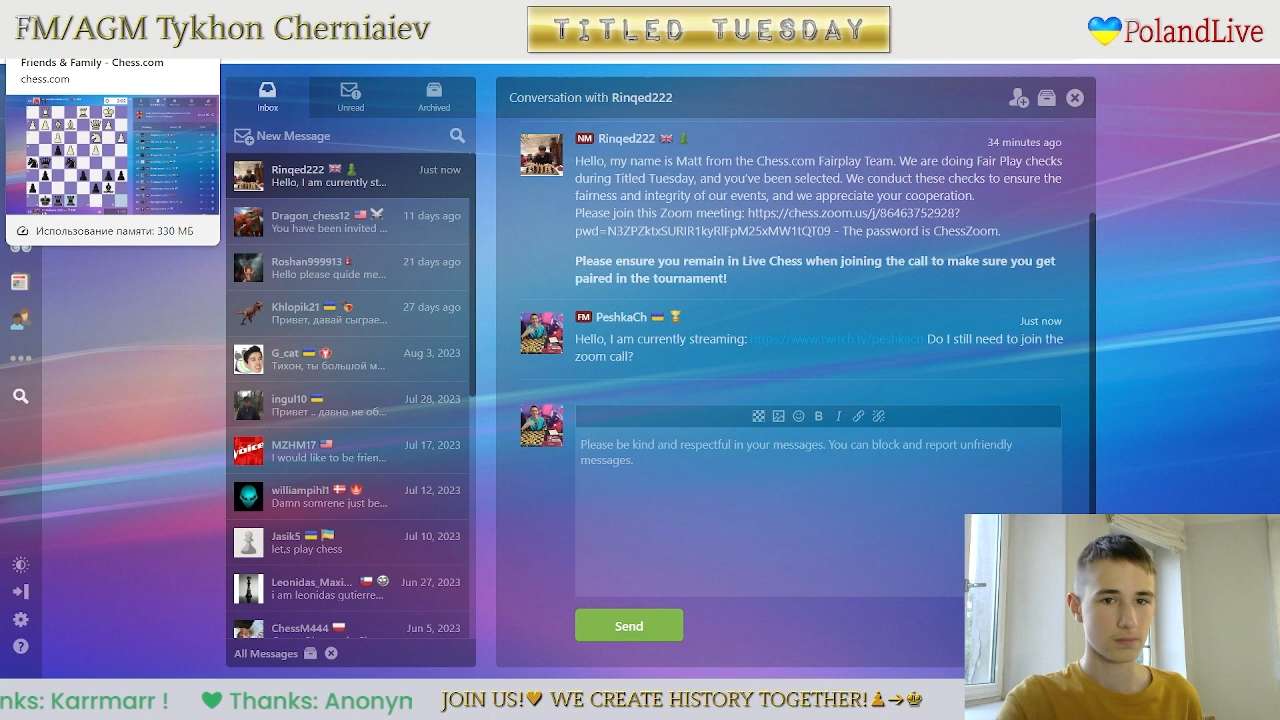 FM/AGM Tykhon Cherniaiev
TITLED TUESDAY
PolandLive
Friends & Family - Chess.com
chess.com
Использование памяти: 330 МБ
Inbox
Unread
Archived
New Message
Rinqed222
Just now
Hello, I am currently st...
Dragon_chess12
11 days ago
You have been invited ...
Roshan999913
21 days ago
Hello please quide me...
Khlopik21
27 days ago
Привет, давай сыграе...
G_cat
Aug 3, 2023
Тихон, ты большой м...
ingul10
Jul 28, 2023
Привет .. давно не об...
MZHM17
Jul 17, 2023
I would like to be frien...
williampihl1
Jul 12, 2023
Damn somrene just be...
Jasik5
Jul 10, 2023
let,s play chess
Leonidas_Maxi...
Jun 27, 2023
i am leonidas gutierre...
ChessM444
Jun 5, 2023
All Messages
Conversation with Rinqed222
NM Rinqed222
34 minutes ago
Hello, my name is Matt from the Chess.com Fairplay Team. We are doing Fair Play checks
during Titled Tuesday, and you've been selected. We conduct these checks to ensure the
fairness and integrity of our events, and we appreciate your cooperation.
Please join this Zoom meeting: https://chess.zoom.us/j/86463752928?
pwd=N3ZPZktxSURIR1kyRlFpM25xMW1tQT09 - The password is ChessZoom.
Please ensure you remain in Live Chess when joining the call to make sure you get
paired in the tournament!
FM PeshkaCh
Just now
Hello, I am currently streaming: https://www.twitch.tv/peshkach Do I still need to join the
zoom call?
B I
Please be kind and respectful in your messages. You can block and report unfriendly
messages.
Send
nks: Karrmarr !
Thanks: Anonyn
JOIN US! WE CREATE HISTORY TOGETHER!